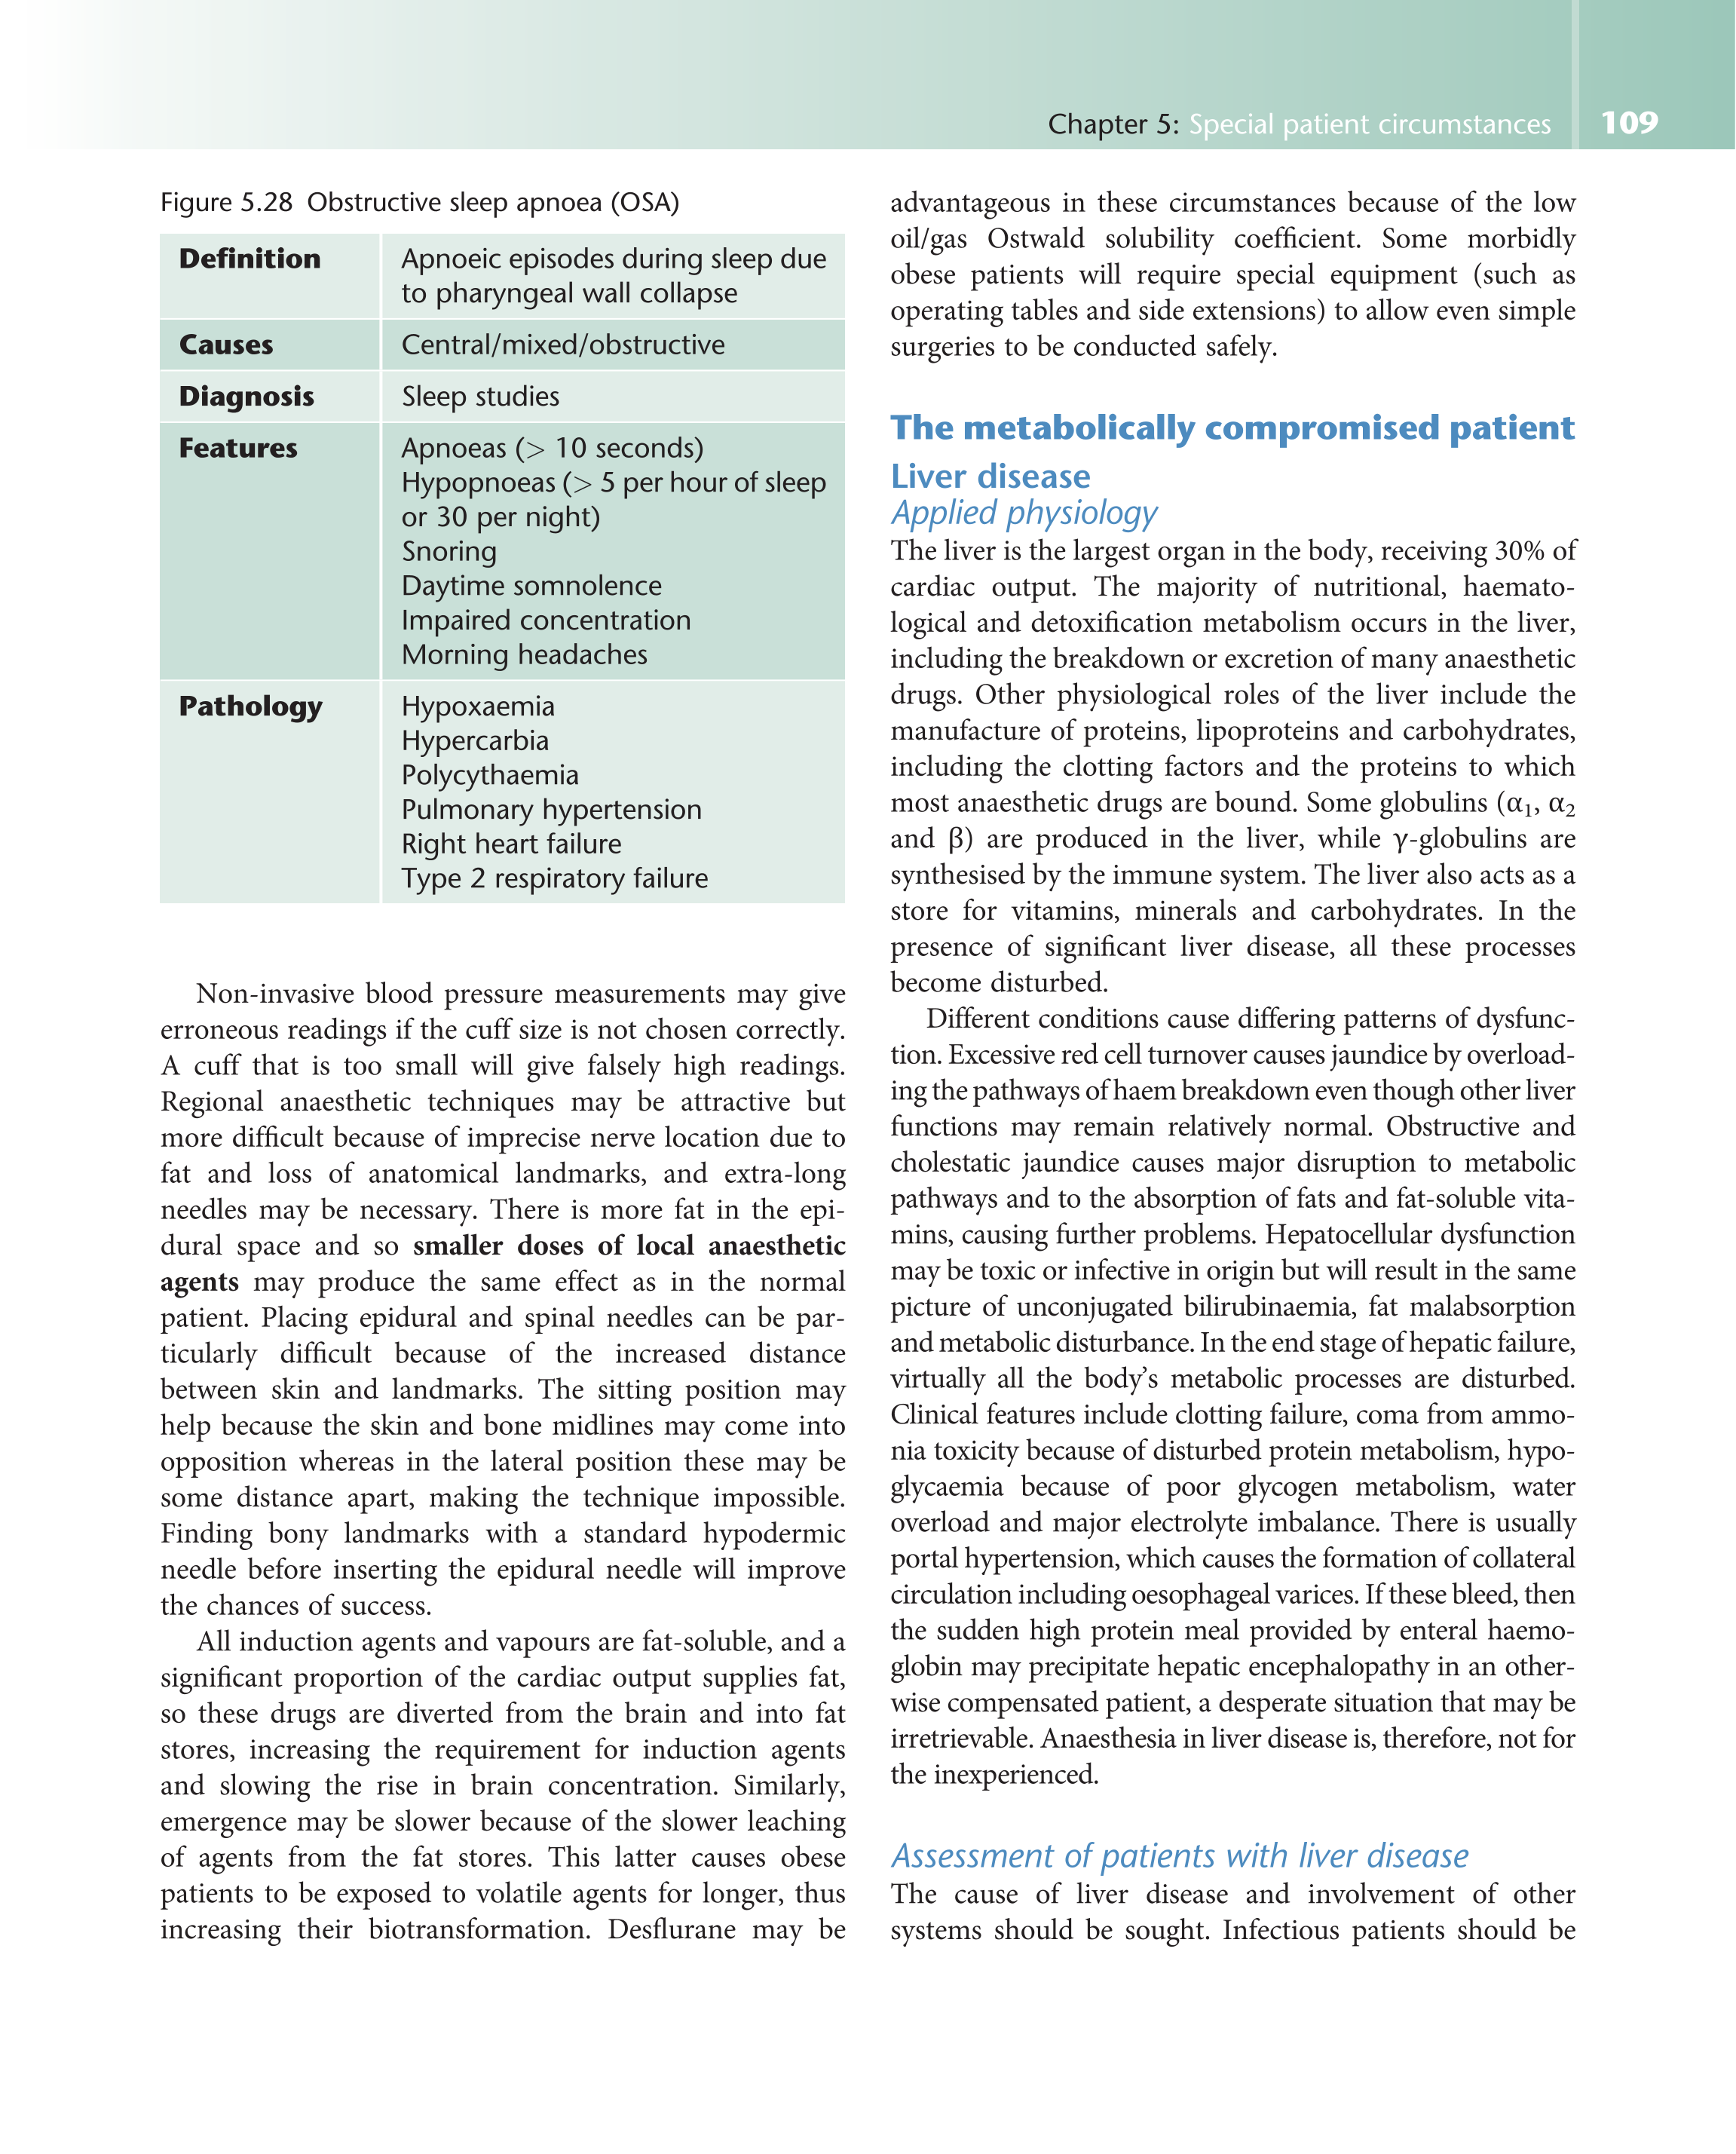 Chapter 5: Special patient circumstances 109
Figure 5.28 Obstructive sleep apnoea (OSA)
Definition Apnoeic episodes during sleep due
to pharyngeal wall collapse
Causes Central/mixed/obstructive
Diagnosis Sleep studies
Features Apnoeas (> 10 seconds)
Hypopnoeas (> 5 per hour of sleep
or 30 per night)
Snoring
Daytime somnolence
Impaired concentration
Morning headaches
Pathology Hypoxaemia
Hypercarbia
Polycythaemia
Pulmonary hypertension
Right heart failure
Type 2 respiratory failure
Non-invasive blood pressure measurements may give
erroneous readings if the cuff size is not chosen correctly.
A cuff that is too small will give falsely high readings.
Regional anaesthetic techniques may be attractive but
more difficult because of imprecise nerve location due to
fat and loss of anatomical landmarks, and extra-long
needles may be necessary. There is more fat in the epi-
dural space and so smaller doses of local anaesthetic
agents may produce the same effect as in the normal
patient. Placing epidural and spinal needles can be par-
ticularly difficult because of the increased distance
between skin and landmarks. The sitting position may
help because the skin and bone midlines may come into
opposition whereas in the lateral position these may be
some distance apart, making the technique impossible.
Finding bony landmarks with a standard hypodermic
needle before inserting the epidural needle will improve
the chances of success.
All induction agents and vapours are fat-soluble, and a
significant proportion of the cardiac output supplies fat,
so these drugs are diverted from the brain and into fat
stores, increasing the requirement for induction agents
and slowing the rise in brain concentration. Similarly,
emergence may be slower because of the slower leaching
of agents from the fat stores. This latter causes obese
patients to be exposed to volatile agents for longer, thus
increasing their biotransformation. Desflurane may be
advantageous in these circumstances because of the low
oil/gas Ostwald solubility coefficient. Some morbidly
obese patients will require special equipment (such as
operating tables and side extensions) to allow even simple
surgeries to be conducted safely.
The metabolically compromised patient
Liver disease
Applied physiology
The liver is the largest organ in the body, receiving 30% of
cardiac output. The majority of nutritional, haemato-
logical and detoxification metabolism occurs in the liver,
including the breakdown or excretion of many anaesthetic
drugs. Other physiological roles of the liver include the
manufacture of proteins, lipoproteins and carbohydrates,
including the clotting factors and the proteins to which
most anaesthetic drugs are bound. Some globulins (α₁, α₂
and β) are produced in the liver, while γ-globulins are
synthesised by the immune system. The liver also acts as a
store for vitamins, minerals and carbohydrates. In the
presence of significant liver disease, all these processes
become disturbed.
Different conditions cause differing patterns of dysfunc-
tion. Excessive red cell turnover causes jaundice by overload-
ing the pathways of haem breakdown even though other liver
functions may remain relatively normal. Obstructive and
cholestatic jaundice causes major disruption to metabolic
pathways and to the absorption of fats and fat-soluble vita-
mins, causing further problems. Hepatocellular dysfunction
may be toxic or infective in origin but will result in the same
picture of unconjugated bilirubinaemia, fat malabsorption
and metabolic disturbance. In the end stage of hepatic failure,
virtually all the body's metabolic processes are disturbed.
Clinical features include clotting failure, coma from ammo-
nia toxicity because of disturbed protein metabolism, hypo-
glycaemia because of poor glycogen metabolism, water
overload and major electrolyte imbalance. There is usually
portal hypertension, which causes the formation of collateral
circulation including oesophageal varices. If these bleed, then
the sudden high protein meal provided by enteral haemo-
globin may precipitate hepatic encephalopathy in an other-
wise compensated patient, a desperate situation that may be
irretrievable. Anaesthesia in liver disease is, therefore, not for
the inexperienced.
Assessment of patients with liver disease
The cause of liver disease and involvement of other
systems should be sought. Infectious patients should be